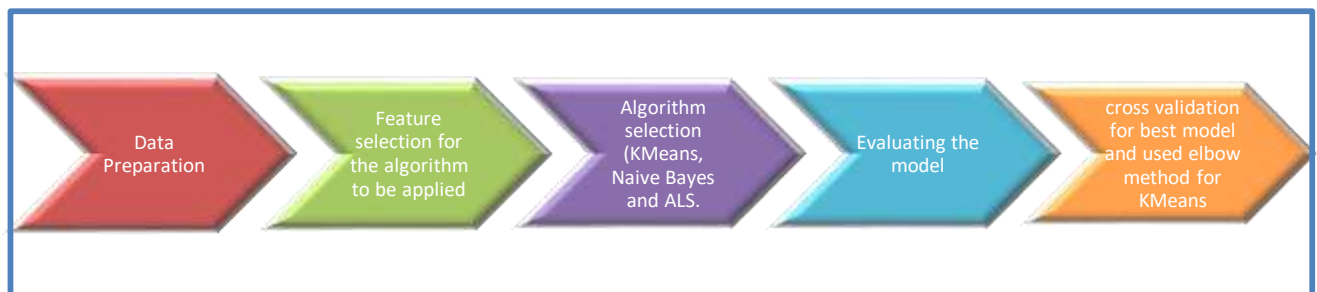 Data
Preparation
Feature
selection for
the algorithm
to be applied
Algorithm
selection
(KMeans,
Naive Bayes
and ALS.
Evaluating the
model
cross validation
for best model
and used elbow
method for
KMeans